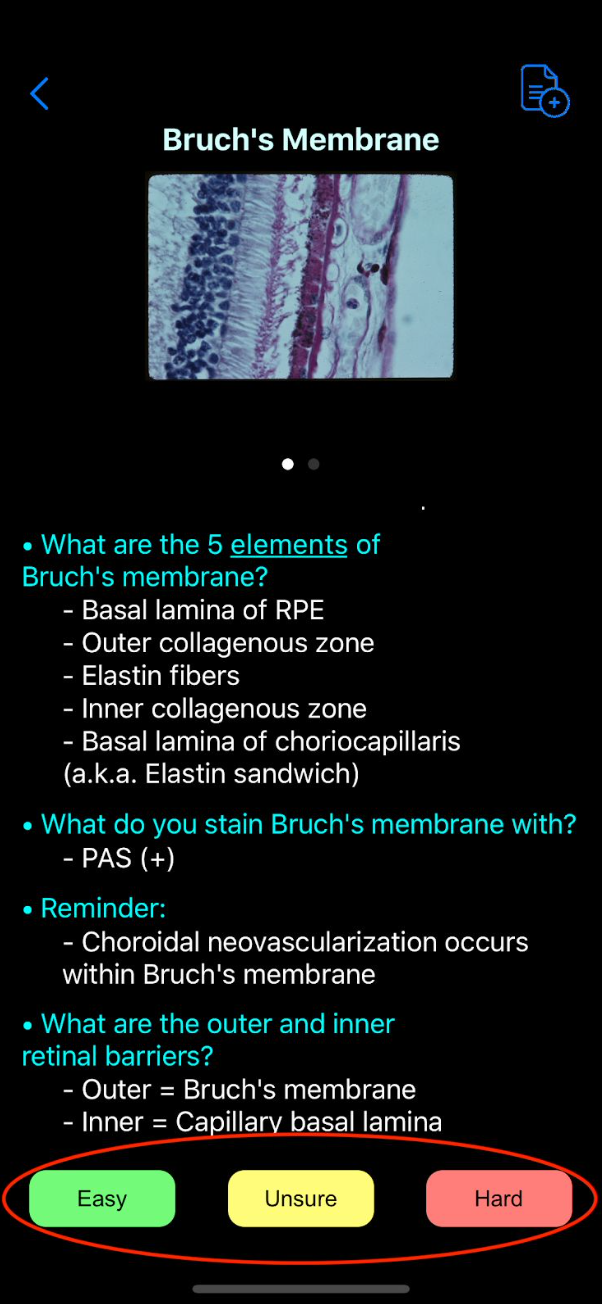 Bruch's Membrane
• What are the 5 elements of
Bruch's membrane?
- Basal lamina of RPE
- Outer collagenous zone
- Elastin fibers
- Inner collagenous zone
- Basal lamina of choriocapillaris
(a.k.a. Elastin sandwich)
• What do you stain Bruch's membrane with?
- PAS (+)
• Reminder:
- Choroidal neovascularization occurs
within Bruch's membrane
• What are the outer and inner
retinal barriers?
- Outer = Bruch's membrane
- Inner = Capillary basal lamina
Easy Unsure Hard